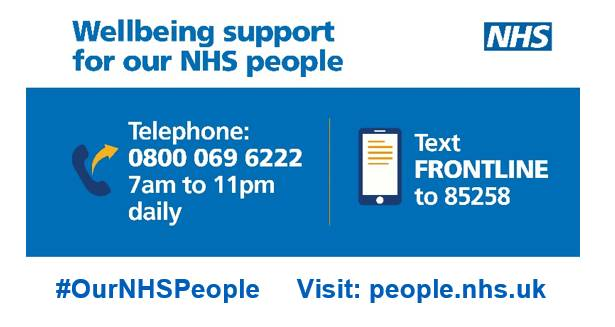 Wellbeing support
for our NHS people
NHS
Telephone:
0800 069 6222
7am to 11pm
daily
Text
FRONTLINE
to 85258
#OurNHSPeople
Visit: people.nhs.uk